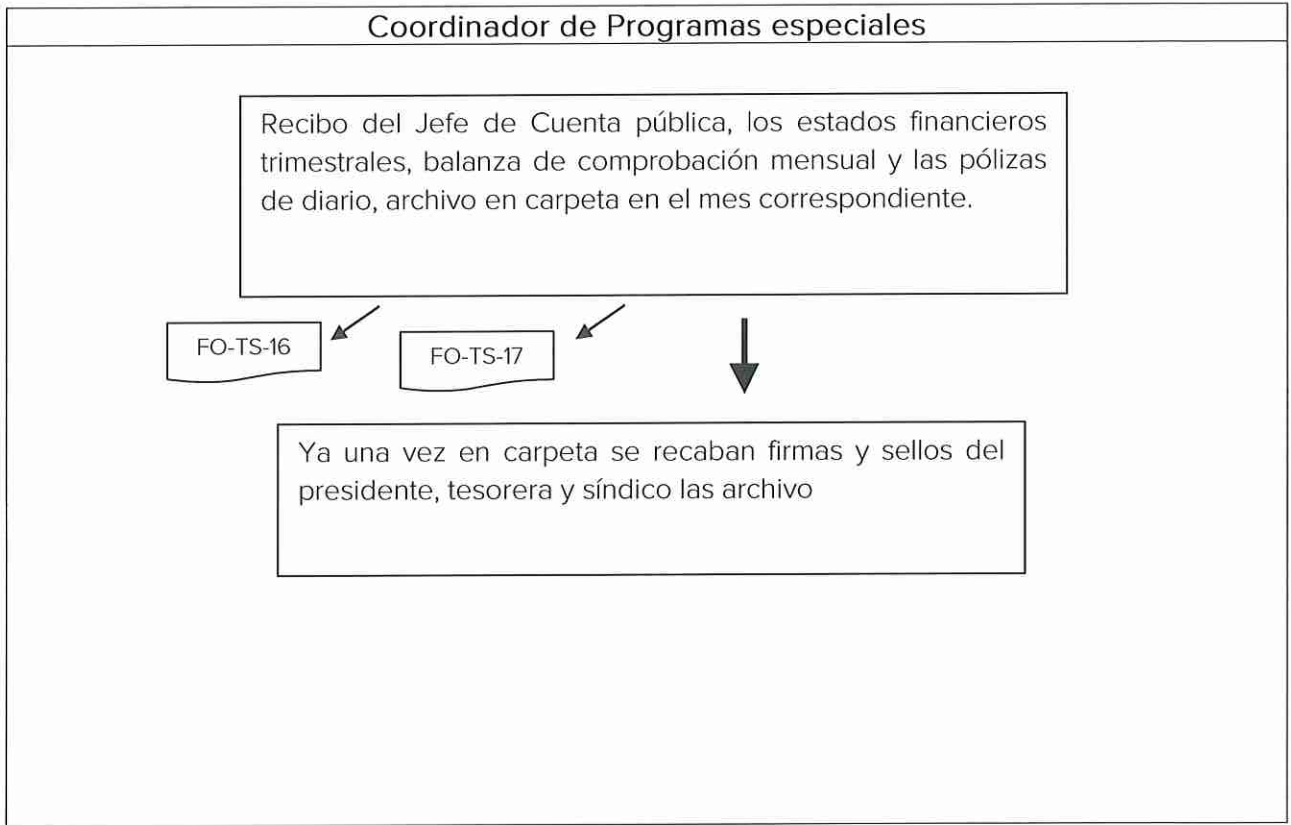 Coordinador de Programas especiales
Recibo del Jefe de Cuenta pública, los estados financieros
trimestrales, balanza de comprobación mensual y las pólizas
de diario, archivo en carpeta en el mes correspondiente.
FO-TS-16
FO-TS-17
Ya una vez en carpeta se recaban firmas y sellos del
presidente, tesorera y síndico las archivo